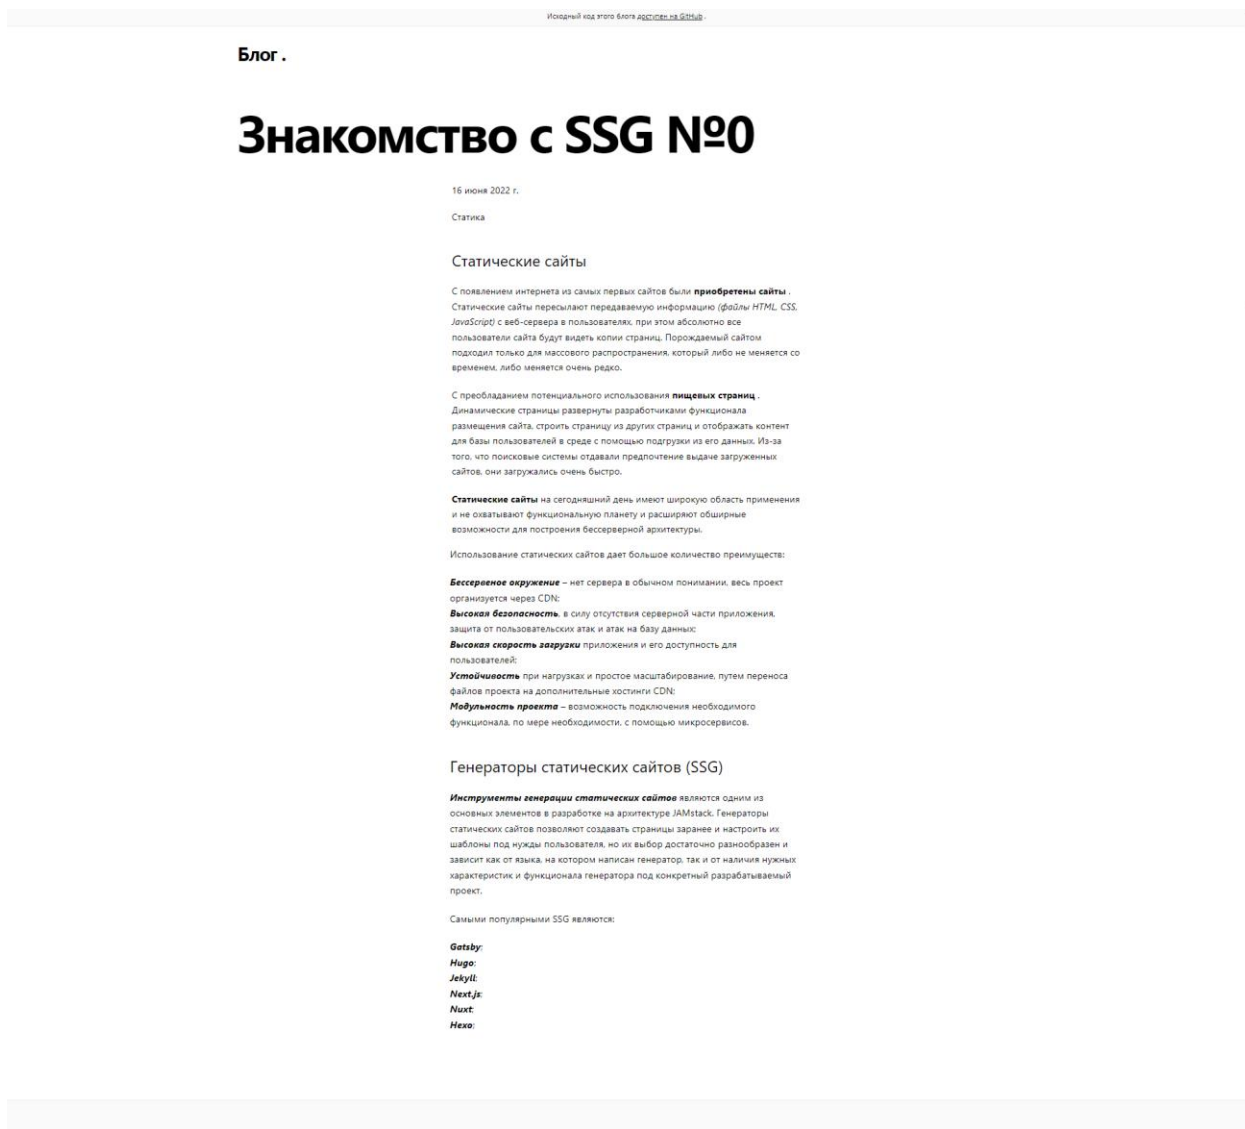 Исходный код этого блога доступен на GitHub .
Блог .
Знакомство с SSG №0
16 июня 2022 г.
Статика
Статические сайты
С появлением интернета из самых первых сайтов были приобретены сайты .
Статические сайты пересылают передаваемую информацию (файлы HTML, CSS,
JavaScript) с веб-сервера в пользователях, при этом абсолютно все
пользователи сайта будут видеть копии страниц. Порождаемый сайтом
подходил только для массового распространения, который либо не меняется со
временем, либо меняется очень редко.
С преобладанием потенциального использования пищевых страниц .
Динамические страницы развернуты разработчиками функционала
размещения сайта, строить страницу из других страниц и отображать контент
для базы пользователей в среде с помощью подгрузки из его данных. Из-за
того, что поисковые системы отдавали предпочтение выдаче загруженных
сайтов, они загружались очень быстро.
Статические сайты на сегодняшний день имеют широкую область применения
и не охватывают функциональную планету и расширяют обширные
возможности для построения бессерверной архитектуры.
Использование статических сайтов дает большое количество преимуществ:
Бессервеное окружение – нет сервера в обычном понимании, весь проект
организуется через CDN;
Высокая безопасность, в силу отсутствия серверной части приложения,
защита от пользовательских атак и атак на базу данных;
Высокая скорость загрузки приложения и его доступность для
пользователей;
Устойчивость при нагрузках и простое масштабирование, путем переноса
файлов проекта на дополнительные хостинги CDN;
Модульность проекта – возможность подключения необходимого
функционала, по мере необходимости, с помощью микросервисов.
Генераторы статических сайтов (SSG)
Инструменты генерации статических сайтов являются одним из
основных элементов в разработке на архитектуре JAMstack. Генераторы
статических сайтов позволяют создавать страницы заранее и настроить их
шаблоны под нужды пользователя, но их выбор достаточно разнообразен и
зависит как от языка, на котором написан генератор, так и от наличия нужных
характеристик и функционала генератора под конкретный разрабатываемый
проект.
Самыми популярными SSG являются:
Gatsby;
Hugo;
Jekyll;
Next.js;
Nuxt;
Hexo;